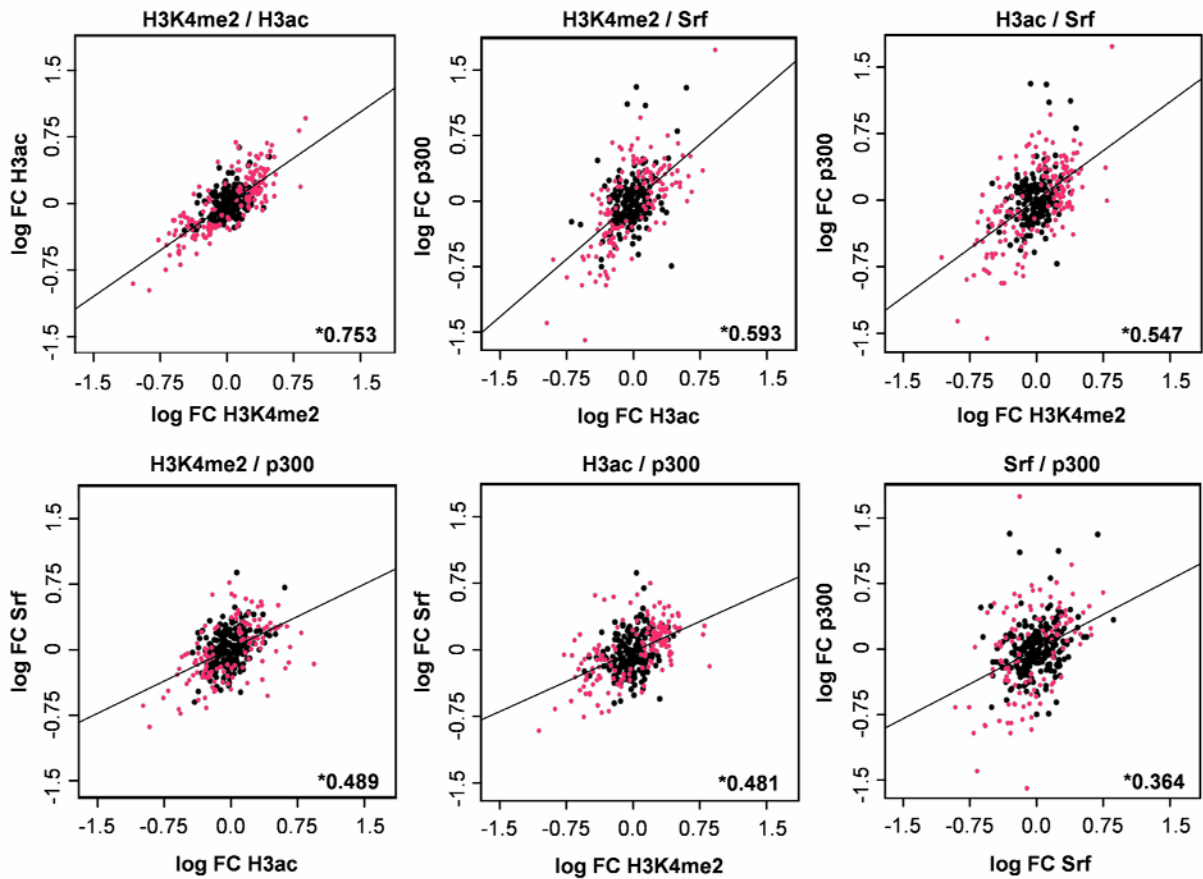 H3K4me2 / H3ac
log FC H3ac
1.5
0.75
0
-0.75
-1.5
*0.753
-1.5 -0.75 0.0 0.75 1.5
log FC H3K4me2
H3K4me2 / Srf
log FC p300
1.5
0.75
0
-0.75
-1.5
*0.593
-1.5 -0.75 0.0 0.75 1.5
log FC H3ac
H3ac / Srf
log FC p300
1.5
0.75
0
-0.75
-1.5
*0.547
-1.5 -0.75 0.0 0.75 1.5
log FC H3K4me2
H3K4me2 / p300
log FC Srf
1.5
0.75
0
-0.75
-1.5
*0.489
-1.5 -0.75 0.0 0.75 1.5
log FC H3ac
H3ac / p300
log FC Srf
1.5
0.75
0
-0.75
-1.5
*0.481
-1.5 -0.75 0.0 0.75 1.5
log FC H3K4me2
Srf / p300
log FC p300
1.5
0.75
0
-0.75
-1.5
*0.364
-1.5 -0.75 0.0 0.75 1.5
log FC Srf